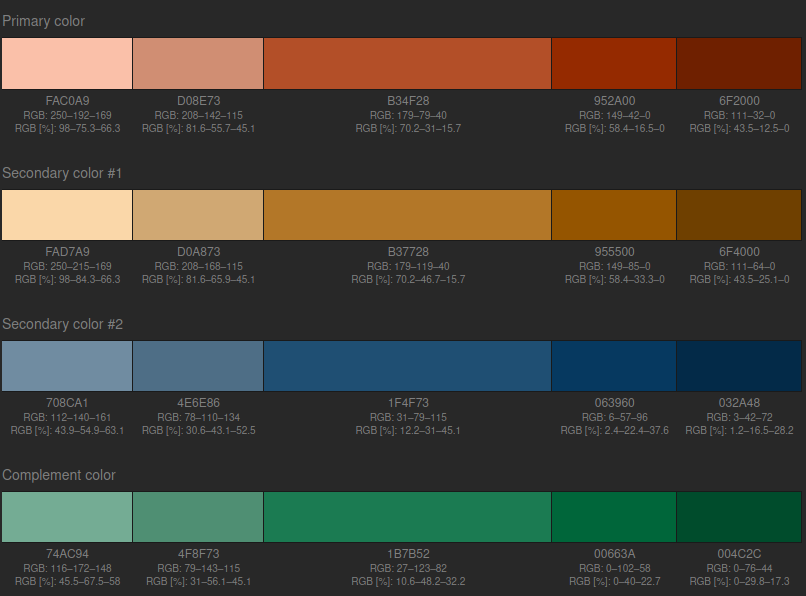 Primary color
FAC0A9 D08E73 B34F28 952A00 6F2000
RGB: 250–192–169 RGB: 208–142–115 RGB: 179–79–40 RGB: 149–42–0 RGB: 111–32–0
RGB [%]: 98–75.3–66.3 RGB [%]: 81.6–55.7–45.1 RGB [%]: 70.2–31–15.7 RGB [%]: 58.4–16.5–0 RGB [%]: 43.5–12.5–0
Secondary color #1
FAD7A9 D0A873 B37728 955500 6F4000
RGB: 250–215–169 RGB: 208–168–115 RGB: 179–119–40 RGB: 149–85–0 RGB: 111–64–0
RGB [%]: 98–84.3–66.3 RGB [%]: 81.6–65.9–45.1 RGB [%]: 70.2–46.7–15.7 RGB [%]: 58.4–33.3–0 RGB [%]: 43.5–25.1–0
Secondary color #2
708CA1 4E6E86 1F4F73 063960 032A48
RGB: 112–140–161 RGB: 78–110–134 RGB: 31–79–115 RGB: 6–57–96 RGB: 3–42–72
RGB [%]: 43.9–54.9–63.1 RGB [%]: 30.6–43.1–52.5 RGB [%]: 12.2–31–45.1 RGB [%]: 2.4–22.4–37.6 RGB [%]: 1.2–16.5–28.2
Complement color
74AC94 4F8F73 1B7B52 00663A 004C2C
RGB: 116–172–148 RGB: 79–143–115 RGB: 27–123–82 RGB: 0–102–58 RGB: 0–76–44
RGB [%]: 45.5–67.5–58 RGB [%]: 31–56.1–45.1 RGB [%]: 10.6–48.2–32.2 RGB [%]: 0–40–22.7 RGB [%]: 0–29.8–17.3